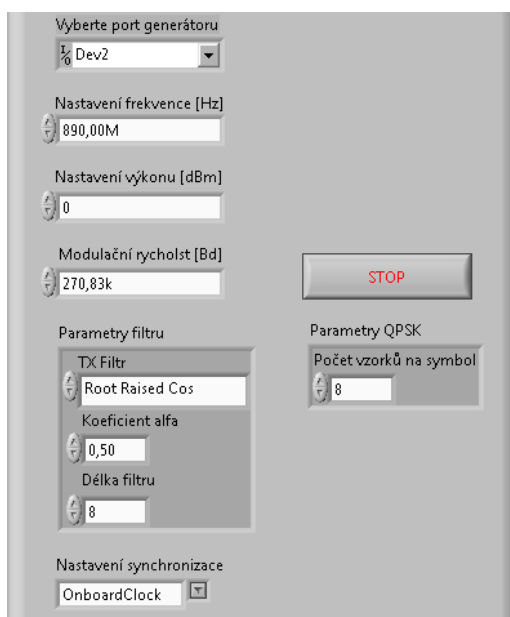 Vyberte port generátoru
Dev2
Nastavení frekvence [Hz]
890,00M
Nastavení výkonu [dBm]
0
Modulační rycholst [Bd]
270,83k
STOP
Parametry filtru
TX Filtr
Root Raised Cos
Koeficient alfa
0,50
Délka filtru
8
Parametry QPSK
Počet vzorků na symbol
8
Nastavení synchronizace
OnboardClock